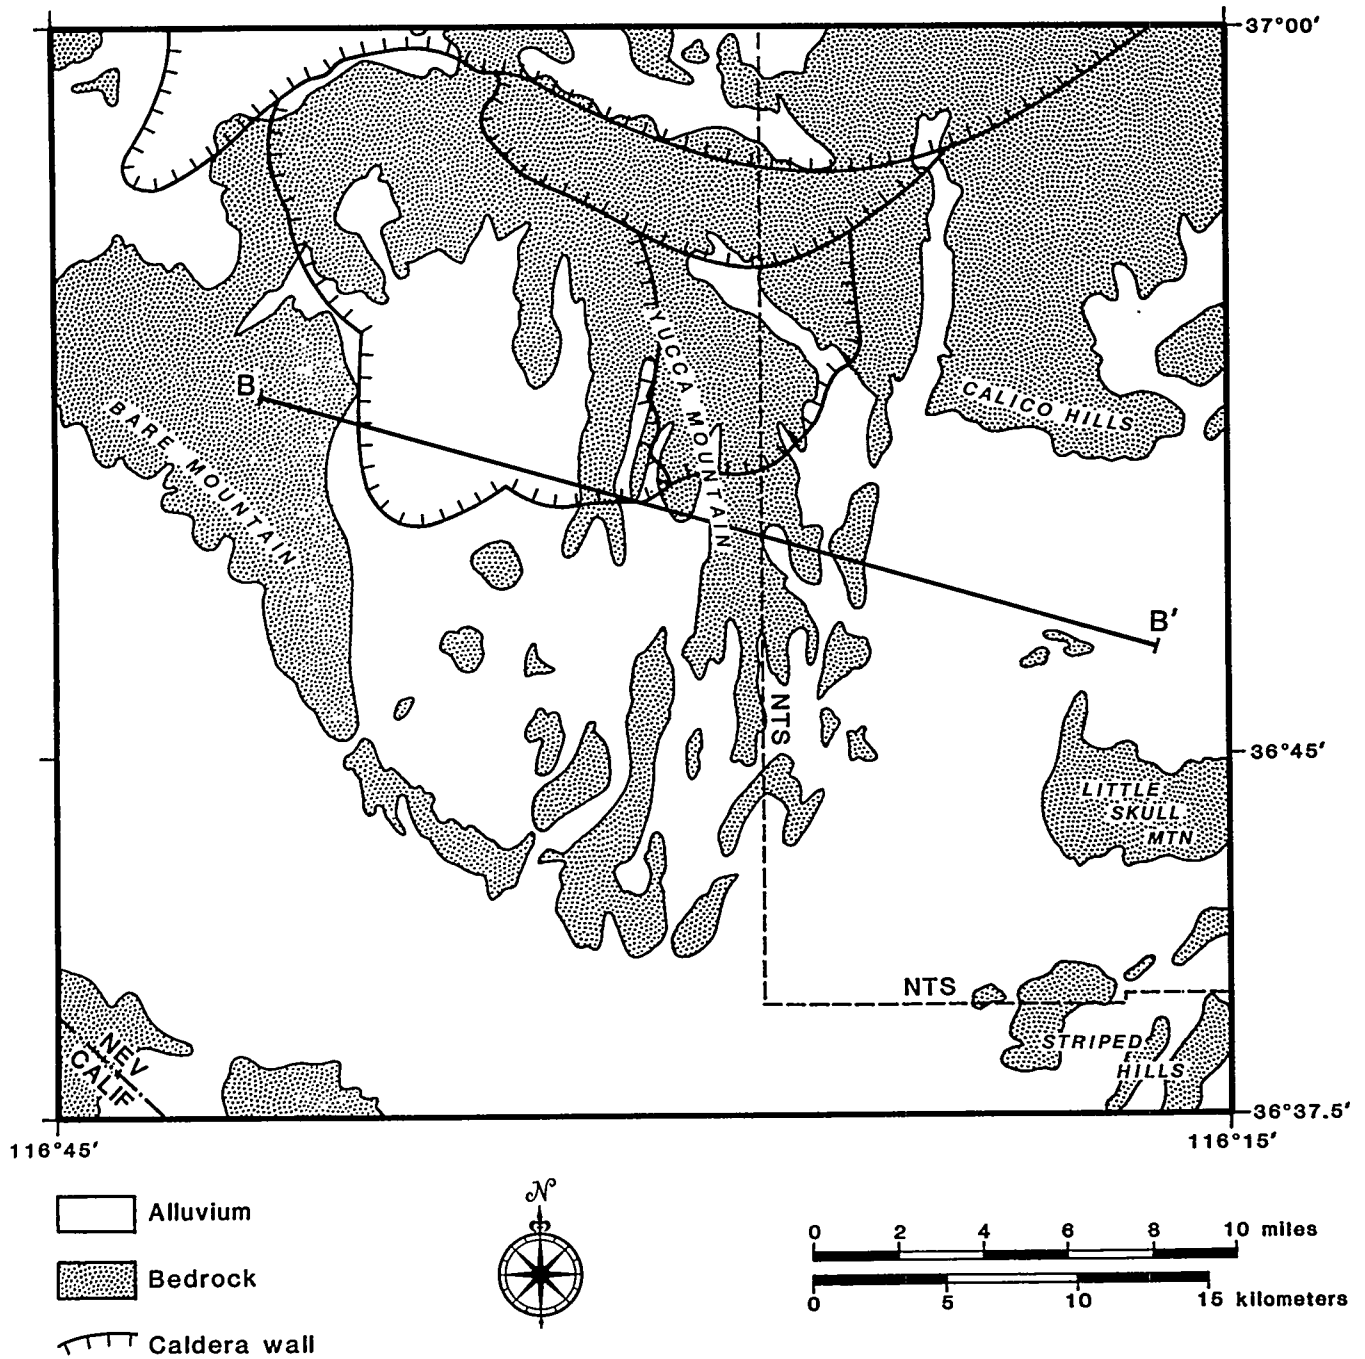 37°00'
YUCCA MOUNTAIN
B
CALICO HILLS
BARE MOUNTAIN
B'
NTS
36°45'
LITTLE
SKULL
MTN
NTS
STRIPED
HILLS
NEV
CALIF
36°37.5'
116°45'
116°15'
Alluvium
N
0 2 4 6 8 10 miles
Bedrock
0 5 10 15 kilometers
Caldera wall